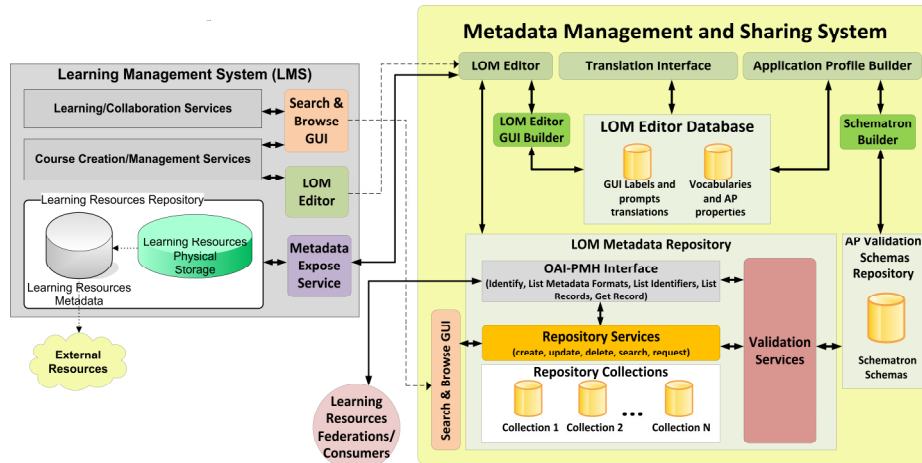 Metadata Management and Sharing System
Learning Management System (LMS)
Learning/Collaboration Services
Course Creation/Management Services
Search &
Browse
GUI
LOM
Editor
Learning Resources Repository
Learning Resources
Physical
Storage
Learning Resources
Metadata
Metadata
Expose
Service
External
Resources
LOM Editor
Translation Interface
Application Profile Builder
LOM Editor
GUI Builder
Schematron
Builder
LOM Editor Database
GUI Labels and
prompts
translations
Vocabularies
and AP
properties
LOM Metadata Repository
OAI-PMH Interface
(Identify, List Metadata Formats, List Identifiers, List
Records, Get Record)
Repository Services
(create, update, delete, search, request)
Repository Collections
Collection 1
Collection 2
...
Collection N
Search & Browse GUI
Validation
Services
AP Validation
Schemas
Repository
Schematron
Schemas
Learning
Resources
Federations/
Consumers